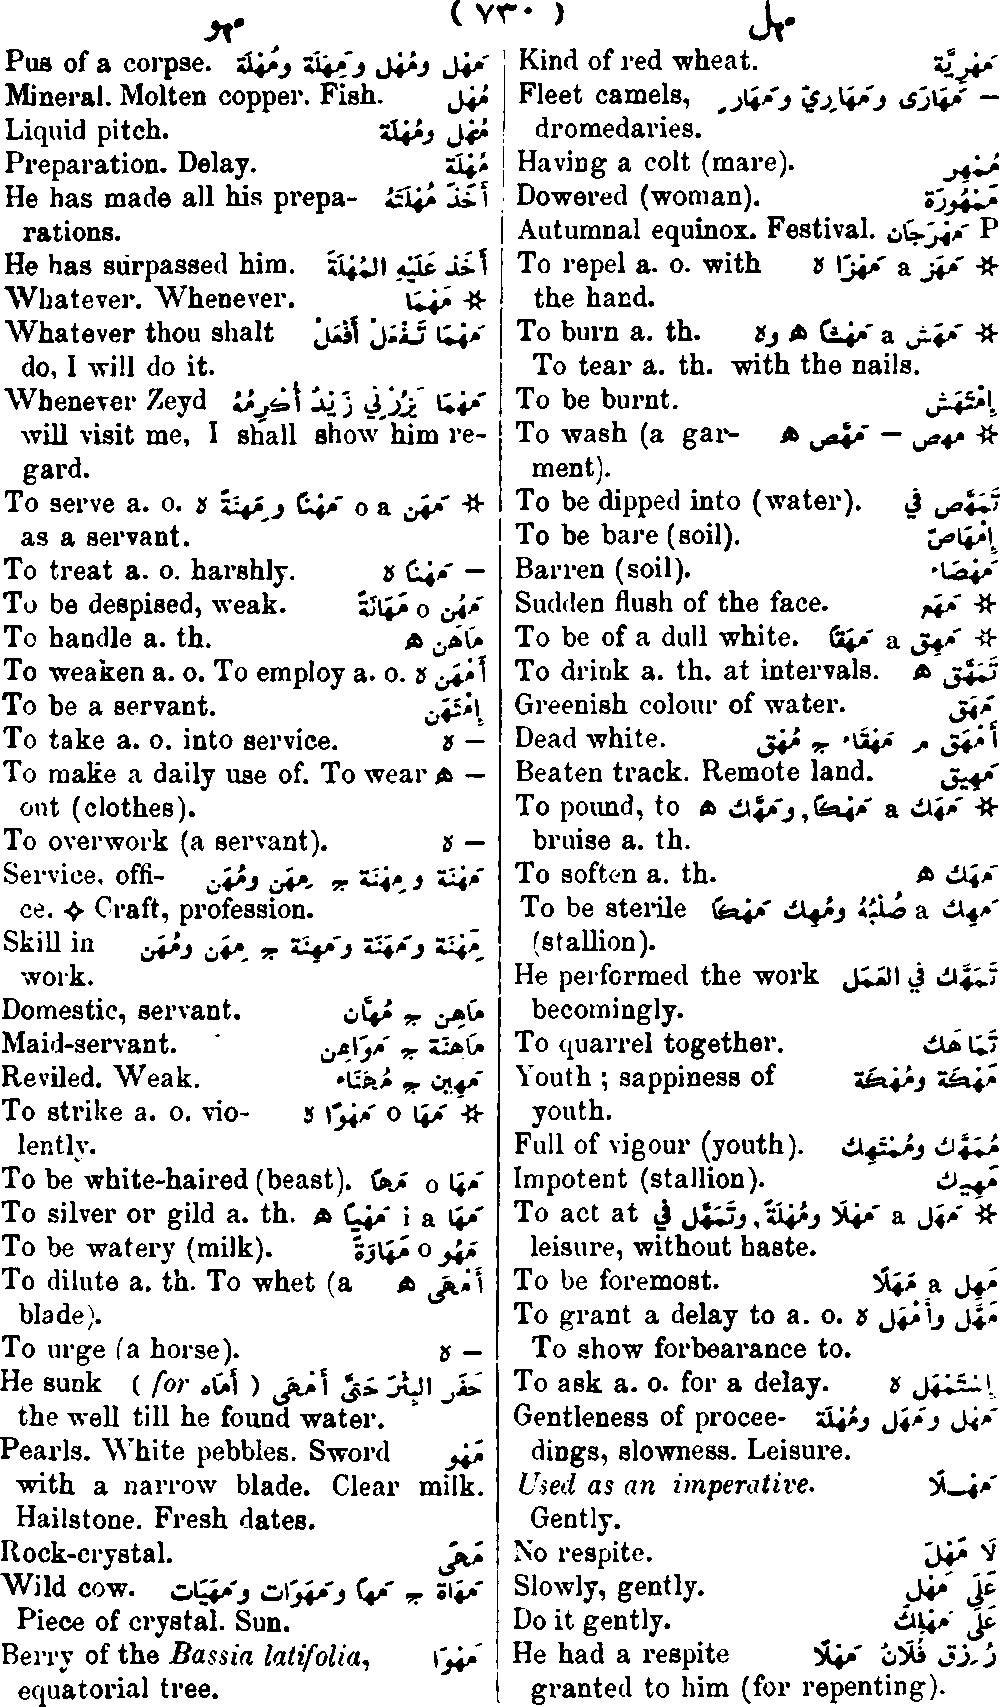 مهل ( ٧٣٠ ) مهو
Kind of red wheat. مَهْرِيَّة
Fleet camels, مَهَارَى ومَهَارِيّ ومَهَارٍ —
dromedaries.
Having a colt (mare). مُمْهِر
Dowered (woman). مَمْهُورَة
Autumnal equinox. Festival. مَهْرَجَان P
To repel a. o. with مَهَز a مَهْزًا ه ☆
the hand.
To burn a. th. مَهَش a مَهْشًا ه و ه ☆
To tear a. th. with the nails.
To be burnt. إِمْتَهَش
To wash (a gar- مهص — مَهَّص ه ☆
ment).
To be dipped into (water). تَمَهَّص في
To be bare (soil). إِمْهَاصّ
Barren (soil). مَهْصَاء
Sudden flush of the face. مَهَم ☆
To be of a dull white. مَهِق a مَهَقًا ☆
To drink a. th. at intervals. تَمَهَّق ه
Greenish colour of water. مَهَق
Dead white. أَمْهَق م مَهْقَاء ج مُهْق
Beaten track. Remote land. مَهِيق
To pound, to مَهَك a مَهْكًا, ومَهَّك ه ☆
bruise a. th.
To soften a. th. مَهَك ه
To be sterile مَهِك a صُلْبُهُ ومُهِك مَهْكًا
(stallion).
He performed the work تَمَهَّك في العَمَل
becomingly.
To quarrel together. تَمَاهَك
Youth ; sappiness of مَهْكَة ومُهْكَة
youth.
Full of vigour (youth). مُمَهَّك ومُمْتَهِك
Impotent (stallion). مَهِيك
To act at مَهَل a مَهْلًا ومُهْلَةً, وتَمَهَّل في ☆
leisure, without haste.
To be foremost. مَهِل a مَهَلًا
To grant a delay to a. o. مَهَّل وأَمْهَل ه
To show forbearance to.
To ask a. o. for a delay. إِسْتَمْهَل ه
Gentleness of procee- مَهْل ومَهَل ومُهْلَة
dings, slowness. Leisure.
Used as an imperative. مَهْـلًا
Gently.
No respite. لَا مَهْلَ
Slowly, gently. عَلَى مَهْل
Do it gently. عَلَى مَهْلِكَ
He had a respite رُزِق فُلَان مَهْلًا
granted to him (for repenting).
Pus of a corpse. مَهْل ومُهْل ومَهْلَة ومُهْلَة
Mineral. Molten copper. Fish. مُهْل
Liquid pitch. مُهْل ومُهْلَة
Preparation. Delay. مُهْلَة
He has made all his prepa- أَخَذَ مُهْلَتَهُ
rations.
He has surpassed him. أَخَذ عَلَيْهِ المُهْلَةَ
Whatever. Whenever. مَهْمَا ☆
Whatever thou shalt مَهْمَا تَفْعَلْ أَفْعَلْ
do, I will do it.
Whenever Zeyd مَهْمَا يَزُرْنِي زَيْدٌ أُكْرِمْهُ
will visit me, I shall show him re-
gard.
To serve a. o. مَهَن o a مَهْنًا ومِهْنَةً ه ☆
as a servant.
To treat a. o. harshly. — مَهْنًا ه
To be despised, weak. مَهُن o مَهَانَةً
To handle a. th. مَاهَن ه
To weaken a. o. To employ a. o. أَمْهَن ه
To be a servant. إِمْتَهَن
To take a. o. into service. — ه
To make a daily use of. To wear — ه
out (clothes).
To overwork (a servant). — ه
Service, offi- مَهْنَة ومِهْنَة ج مِهَن ومُهَن
ce. ✧ Craft, profession.
Skill in مِهْنَة ومَهَنَة ومَهِنَة ج مِهَن ومُهَن
work.
Domestic, servant. مَاهِن ج مُهَّان
Maid-servant. مَاهِنَة ج مَوَاهِن
Reviled. Weak. مَهِين ج مُهَنَاء
To strike a. o. vio- مَهَا o مَهْوًا ه ☆
lently.
To be white-haired (beast). مَهَا o مَهًا
To silver or gild a. th. مَهَا i a مَهْيًا ه
To be watery (milk). مَهُو o مَهَاوَةً
To dilute a. th. To whet (a أَمْهَى ه
blade).
To urge (a horse). — ه
He sunk (for أَمَاه) حَفَر البِئْرَ حَتَّى أَمْهَى
the well till he found water.
Pearls. White pebbles. Sword مَهْو
with a narrow blade. Clear milk.
Hailstone. Fresh dates.
Rock-crystal. مَهًى
Wild cow. مَهَاة ج مَهًا ومَهَوَات ومَهَيَات
Piece of crystal. Sun.
Berry of the Bassia latifolia, مَهْوَا
equatorial tree.